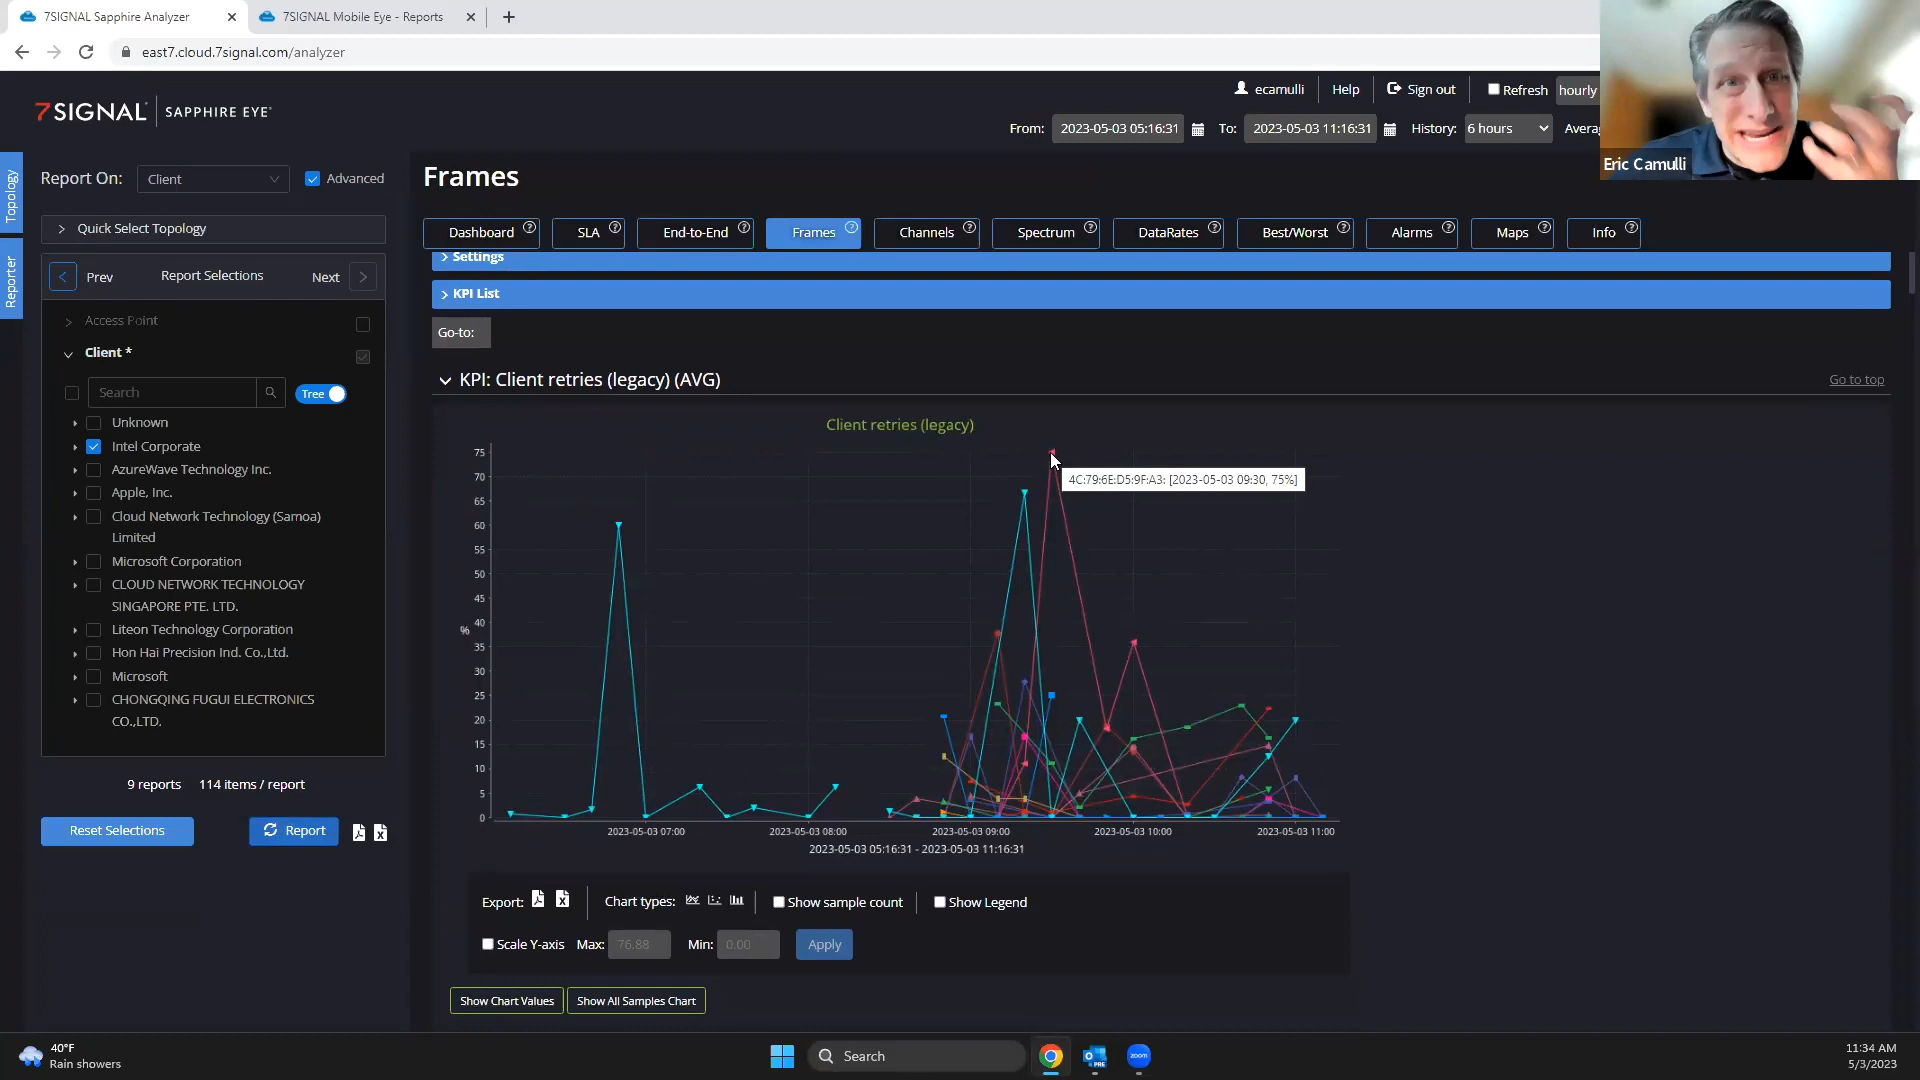 7SIGNAL Sapphire Analyzer
7SIGNAL Mobile Eye - Reports
east7.cloud.7signal.com/analyzer
7SIGNAL SAPPHIRE EYE
ecamulli Help Sign out Refresh hourly
From: 2023-05-03 05:16:31 To: 2023-05-03 11:16:31 History: 6 hours
Eric Camulli
Topology
Reporter
Report On: Client Advanced
Quick Select Topology
Prev Report Selections Next
Access Point
Client *
Search Tree
Unknown
Intel Corporate
AzureWave Technology Inc.
Apple, Inc.
Cloud Network Technology (Samoa)
Limited
Microsoft Corporation
CLOUD NETWORK TECHNOLOGY
SINGAPORE PTE. LTD.
Liteon Technology Corporation
Hon Hai Precision Ind. Co.,Ltd.
Microsoft
CHONGQING FUGUI ELECTRONICS
CO.,LTD.
9 reports 114 items / report
Reset Selections Report
Frames
Dashboard ? SLA ? End-to-End ? Frames ? Channels ? Spectrum ? DataRates ? Best/Worst ? Alarms ? Maps ? Info ?
Settings
KPI List
Go-to:
KPI: Client retries (legacy) (AVG) Go to top
Client retries (legacy)
75
70
65
60
55
50
45
40
35
30
25
20
15
10
5
0
%
4C:79:6E:D5:9F:A3: [2023-05-03 09:30, 75%]
2023-05-03 07:00 2023-05-03 08:00 2023-05-03 09:00 2023-05-03 10:00 2023-05-03 11:00
2023-05-03 05:16:31 - 2023-05-03 11:16:31
Export: Chart types: Show sample count Show Legend
Scale Y-axis Max: 76.88 Min: 0.00 Apply
Show Chart Values Show All Samples Chart
40°F
Rain showers
Search
zoom
11:34 AM
5/3/2023